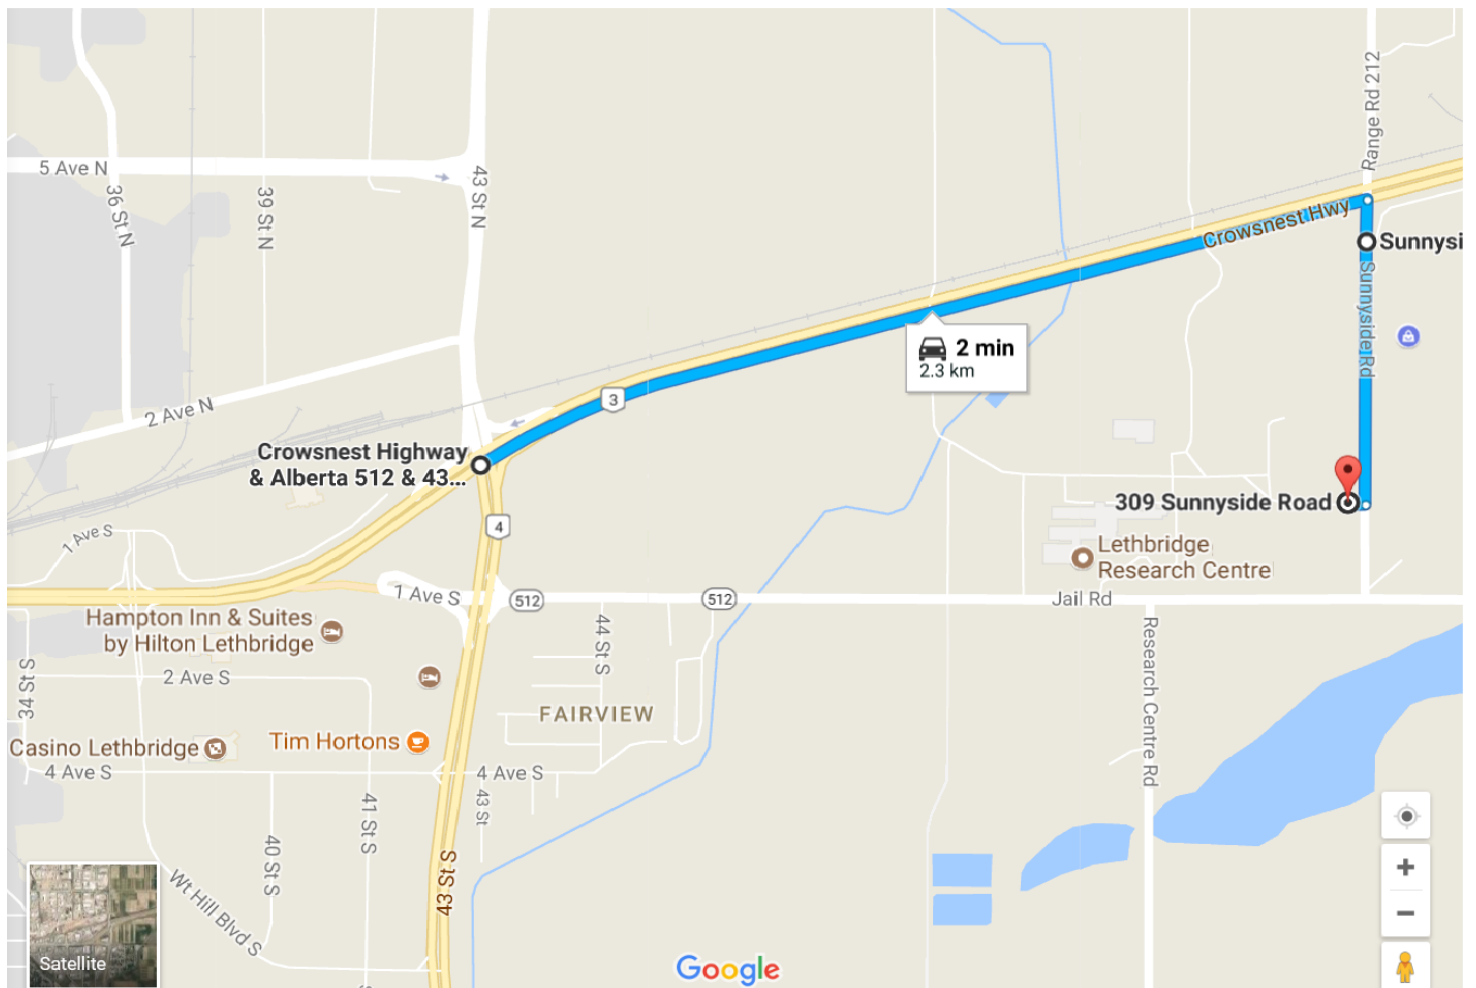 Range Rd 212
5 Ave N
36 St N
39 St N
43 St N
Crowsnest Hwy
Sunnysi
Sunnyside Rd
2 min
2.3 km
3
2 Ave N
Crowsnest Highway
& Alberta 512 & 43...
4
309 Sunnyside Road
1 Ave S
Lethbridge
Research Centre
1 Ave S
512
512
Jail Rd
Hampton Inn & Suites
by Hilton Lethbridge
44 St S
Research Centre Rd
34 St S
2 Ave S
FAIRVIEW
Casino Lethbridge
Tim Hortons
4 Ave S
4 Ave S
43 St
41 St S
40 St S
43 St S
Wt Hill Blvd S
Satellite
Google